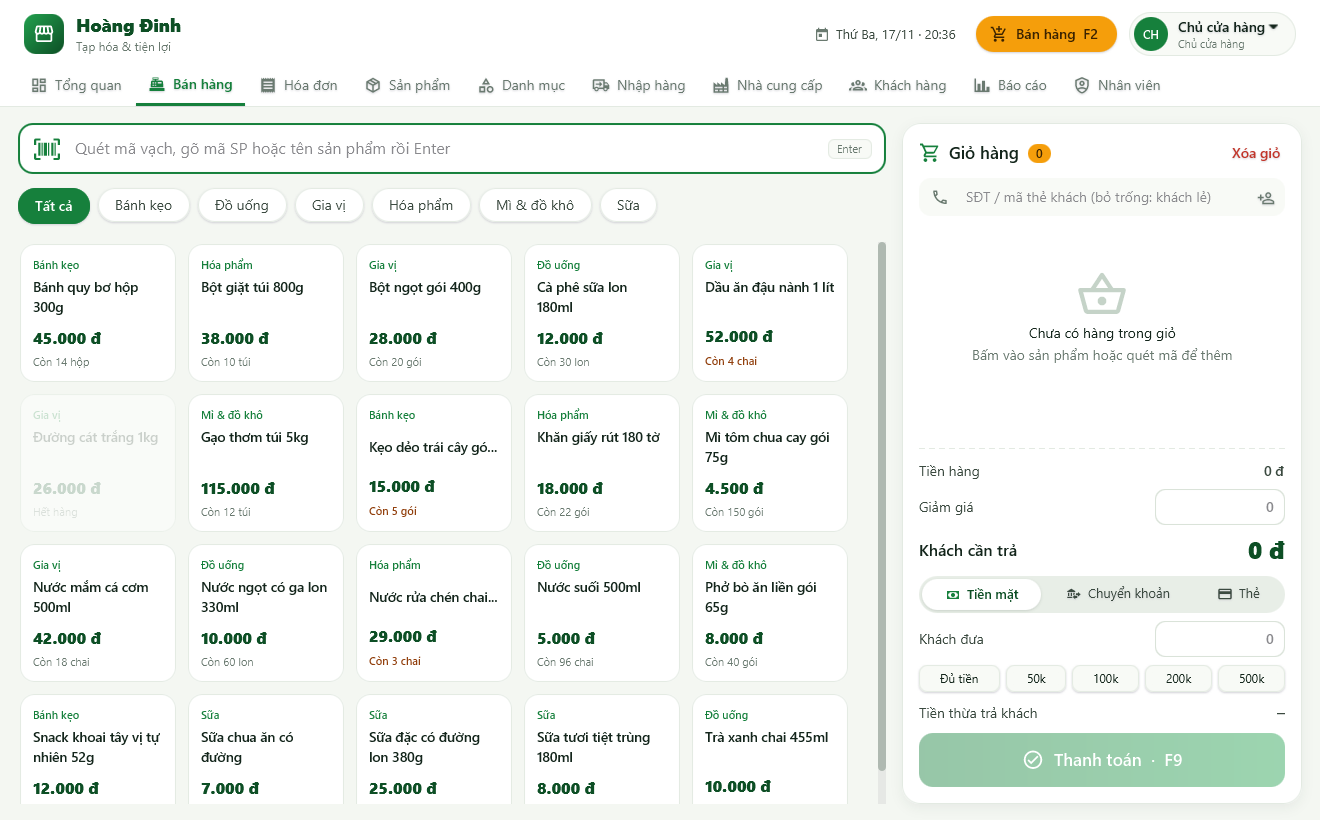 Hoàng Đinh
Tạp hóa & tiện lợi
Thứ Ba, 17/11 · 20:36
Bán hàng F2
CH
Chủ cửa hàng
Chủ cửa hàng
Tổng quan
Bán hàng
Hóa đơn
Sản phẩm
Danh mục
Nhập hàng
Nhà cung cấp
Khách hàng
Báo cáo
Nhân viên
Quét mã vạch, gõ mã SP hoặc tên sản phẩm rồi Enter
Enter
Tất cả
Bánh kẹo
Đồ uống
Gia vị
Hóa phẩm
Mì & đồ khô
Sữa
Bánh kẹo
Bánh quy bơ hộp
300g
45.000 đ
Còn 14 hộp
Hóa phẩm
Bột giặt túi 800g
38.000 đ
Còn 10 túi
Gia vị
Bột ngọt gói 400g
28.000 đ
Còn 20 gói
Đồ uống
Cà phê sữa lon
180ml
12.000 đ
Còn 30 lon
Gia vị
Dầu ăn đậu nành 1 lít
52.000 đ
Còn 4 chai
Gia vị
Đường cát trắng 1kg
26.000 đ
Hết hàng
Mì & đồ khô
Gạo thơm túi 5kg
115.000 đ
Còn 12 túi
Bánh kẹo
Kẹo dẻo trái cây gó...
15.000 đ
Còn 5 gói
Hóa phẩm
Khăn giấy rút 180 tờ
18.000 đ
Còn 22 gói
Mì & đồ khô
Mì tôm chua cay gói
75g
4.500 đ
Còn 150 gói
Gia vị
Nước mắm cá cơm
500ml
42.000 đ
Còn 18 chai
Đồ uống
Nước ngọt có ga lon
330ml
10.000 đ
Còn 60 lon
Hóa phẩm
Nước rửa chén chai...
29.000 đ
Còn 3 chai
Đồ uống
Nước suối 500ml
5.000 đ
Còn 96 chai
Mì & đồ khô
Phở bò ăn liền gói
65g
8.000 đ
Còn 40 gói
Bánh kẹo
Snack khoai tây vị tự
nhiên 52g
12.000 đ
Sữa
Sữa chua ăn có
đường
7.000 đ
Sữa
Sữa đặc có đường
lon 380g
25.000 đ
Sữa
Sữa tươi tiệt trùng
180ml
8.000 đ
Đồ uống
Trà xanh chai 455ml
10.000 đ
Giỏ hàng 0
Xóa giỏ
SĐT / mã thẻ khách (bỏ trống: khách lẻ)
Chưa có hàng trong giỏ
Bấm vào sản phẩm hoặc quét mã để thêm
Tiền hàng 0 đ
Giảm giá 0
Khách cần trả 0 đ
Tiền mặt
Chuyển khoản
Thẻ
Khách đưa 0
Đủ tiền
50k
100k
200k
500k
Tiền thừa trả khách –
Thanh toán · F9